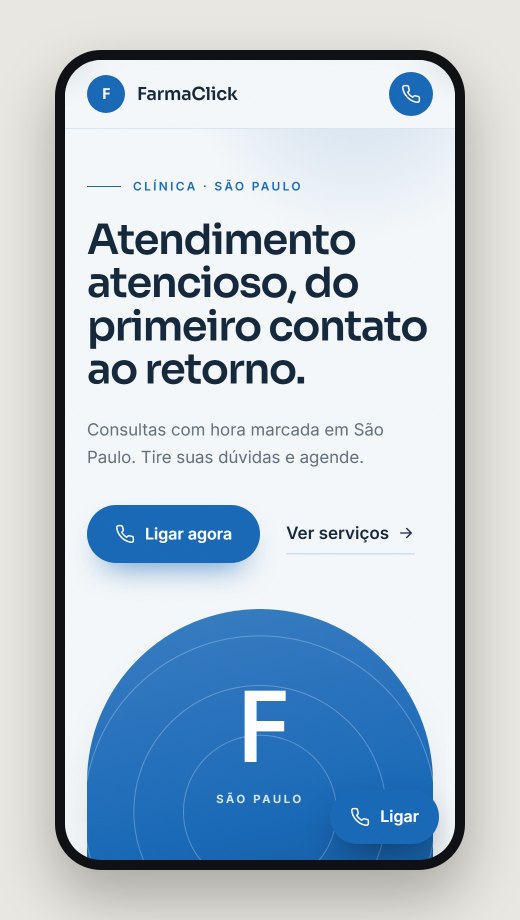 F FarmaClick
CLÍNICA · SÃO PAULO
Atendimento
atencioso, do
primeiro contato
ao retorno.
Consultas com hora marcada em São
Paulo. Tire suas dúvidas e agende.
Ligar agora
Ver serviços →
F
SÃO PAULO
Ligar